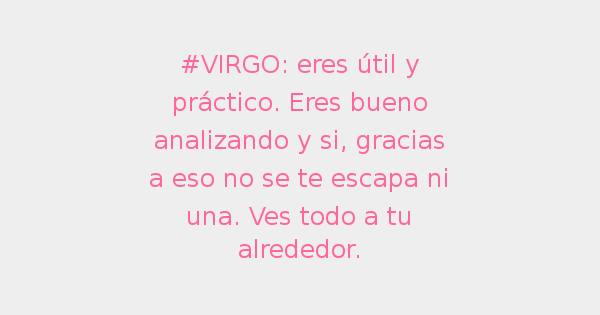 #VIRGO: eres útil y
práctico. Eres bueno
analizando y si, gracias
a eso no se te escapa ni
una. Ves todo a tu
alrededor.